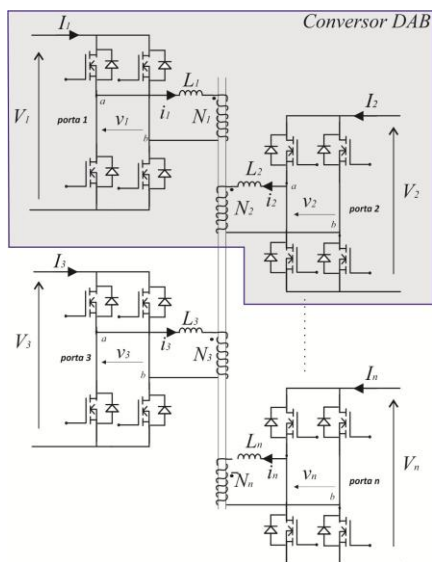 Conversor DAB
I1
L1
a
V1
porta 1
v1
i1
N1
b
I2
L2
a
i2
N2
v2
porta 2
V2
b
I3
L3
a
V3
porta 3
v3
i3
N3
b
In
Ln
a
in
Nn
vn
porta n
Vn
b